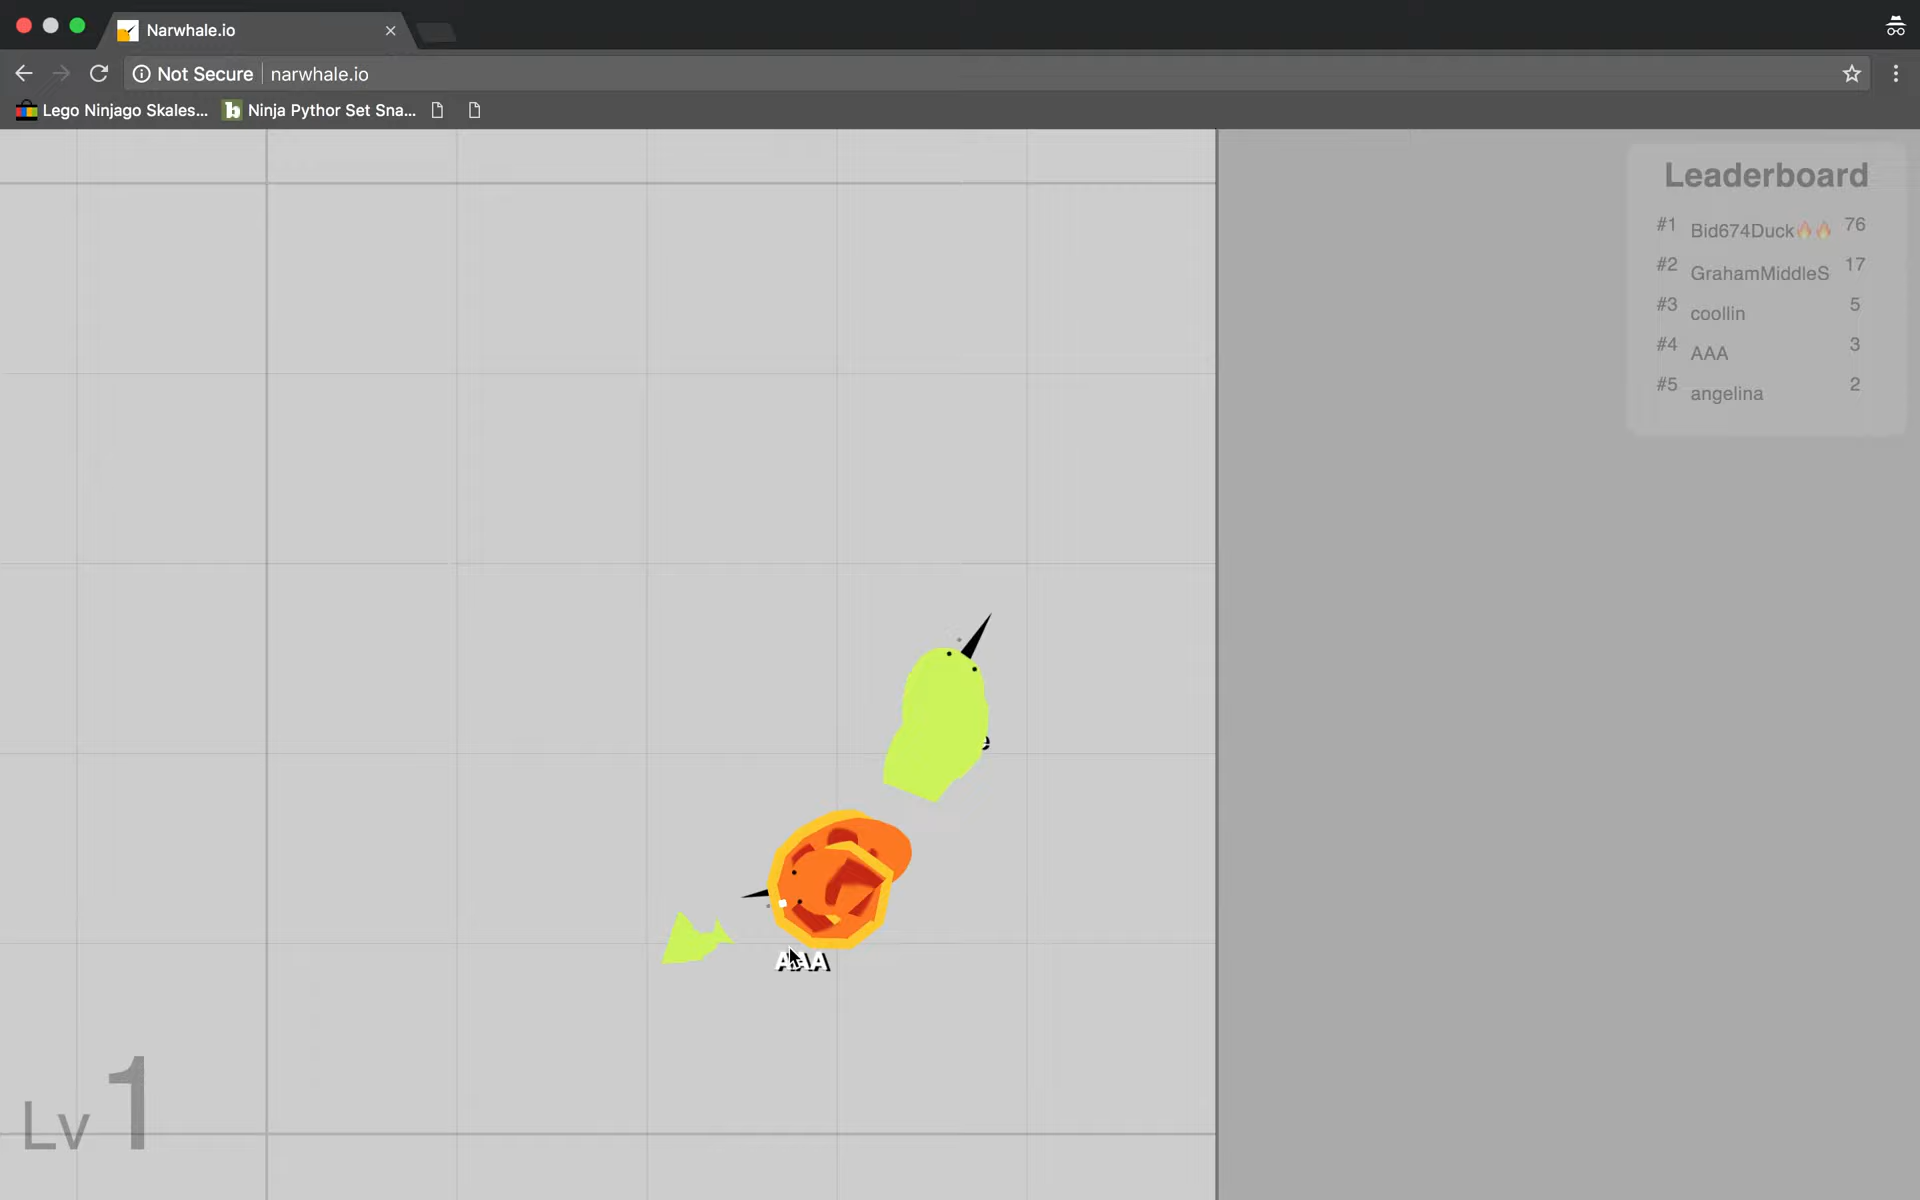 Narwhale.io
Not Secure narwhale.io
Lego Ninjago Skales... Ninja Pythor Set Sna...
Leaderboard
#1 Bid674Duck🔥🔥 76
#2 GrahamMiddleS 17
#3 coollin 5
#4 AAA 3
#5 angelina 2
e
AAA
Lv 1